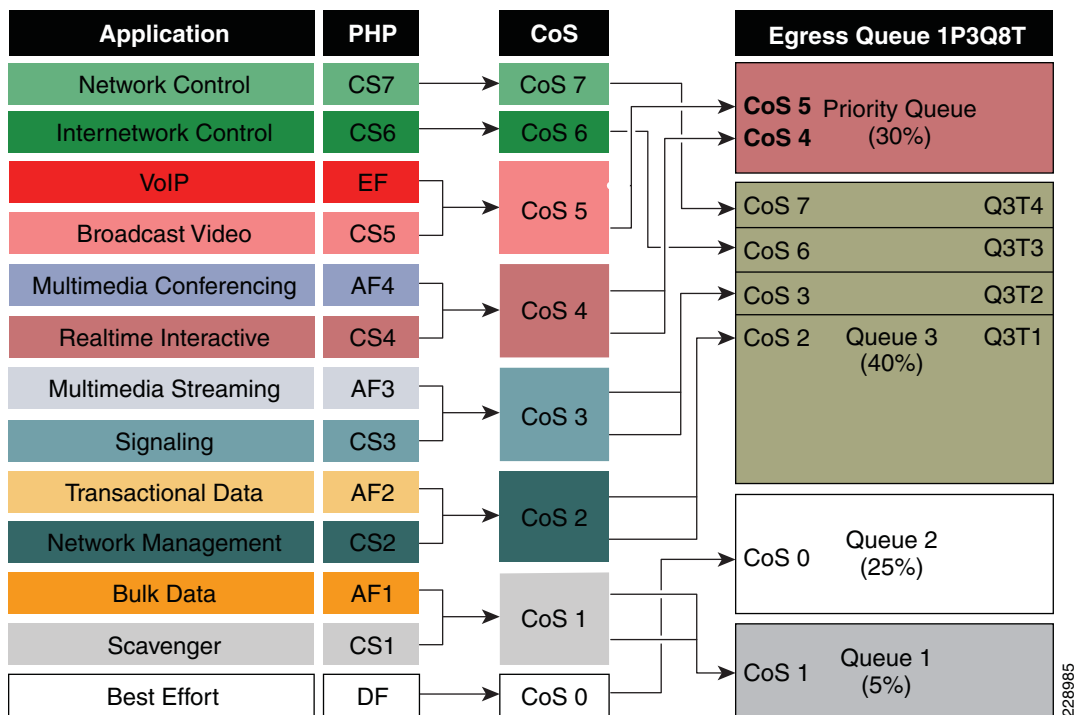 Application PHP CoS Egress Queue 1P3Q8T
Network Control CS7 CoS 7
Internetwork Control CS6 CoS 6
VoIP EF CoS 5
Broadcast Video CS5
Multimedia Conferencing AF4 CoS 4
Realtime Interactive CS4
Multimedia Streaming AF3 CoS 3
Signaling CS3
Transactional Data AF2 CoS 2
Network Management CS2
Bulk Data AF1 CoS 1
Scavenger CS1
Best Effort DF CoS 0
CoS 5 Priority Queue
CoS 4 (30%)
CoS 7 Q3T4
CoS 6 Q3T3
CoS 3 Q3T2
CoS 2 Queue 3 Q3T1
(40%)
CoS 0 Queue 2
(25%)
CoS 1 Queue 1
(5%)
228985